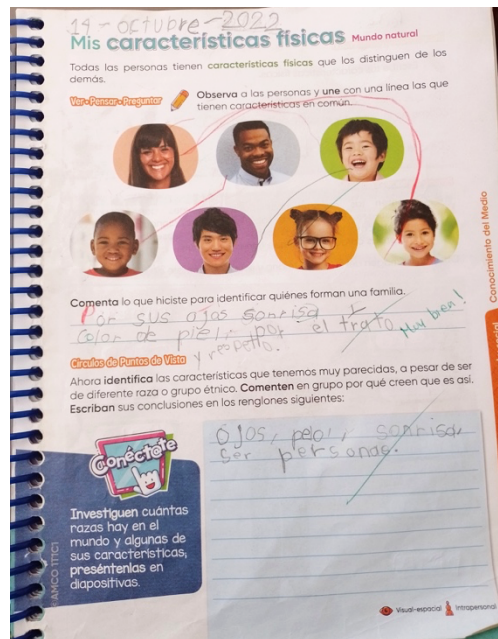 19-octubre-2022
Mis características físicas Mundo natural
Todas las personas tienen características físicas que los distinguen de los
demás.
Ver • Pensar • Preguntar
Observa a las personas y une con una línea las que
tienen características en común.
Comenta lo que hiciste para identificar quiénes forman una familia.
Por sus ojos sonrisa y
Color de piel, por el trato
y respeto.
Muy bien!
Círculos de Puntos de Vista
Ahora identifica las características que tenemos muy parecidas, a pesar de ser
de diferente raza o grupo étnico. Comenten en grupo por qué creen que es así.
Escriban sus conclusiones en los renglones siguientes:
Ojos, pelo, sonrisa,
ser personas.
Conéctate
Investiguen cuántas
razas hay en el
mundo y algunas de
sus características,
preséntenlas en
diapositivas.
Conocimiento del Medio
Visual-espacial
Intrapersonal